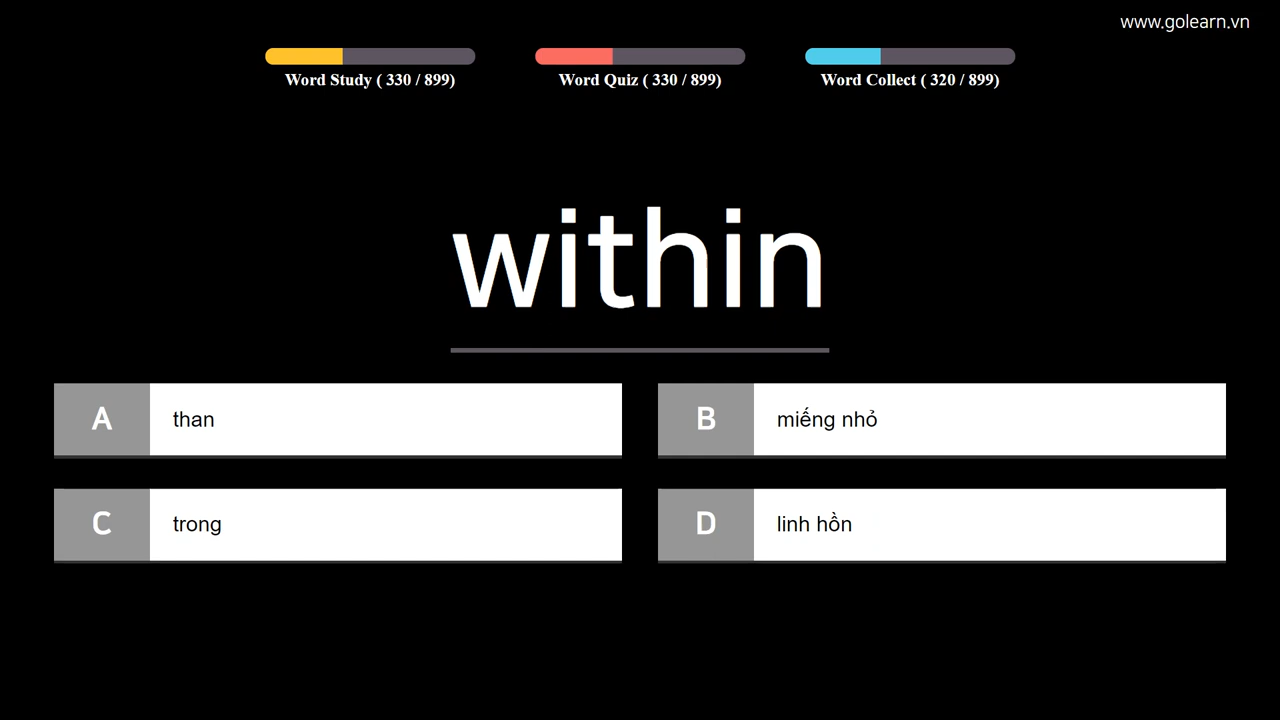 www.golearn.vn
Word Study ( 330 / 899)
Word Quiz ( 330 / 899)
Word Collect ( 320 / 899)
within
A than
B miếng nhỏ
C trong
D linh hồn